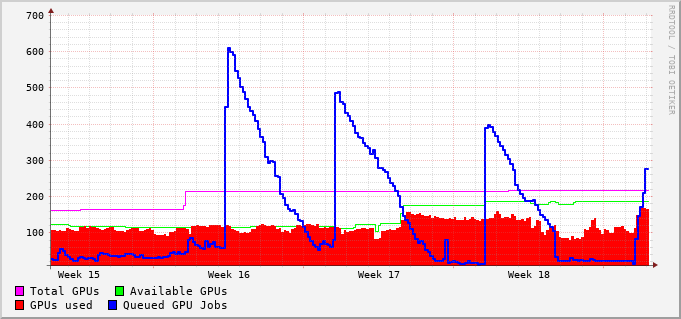 700
600
500
400
300
200
100
Week 15 Week 16 Week 17 Week 18
Total GPUs Available GPUs
GPUs used Queued GPU Jobs
RRDTOOL / TOBI OETIKER